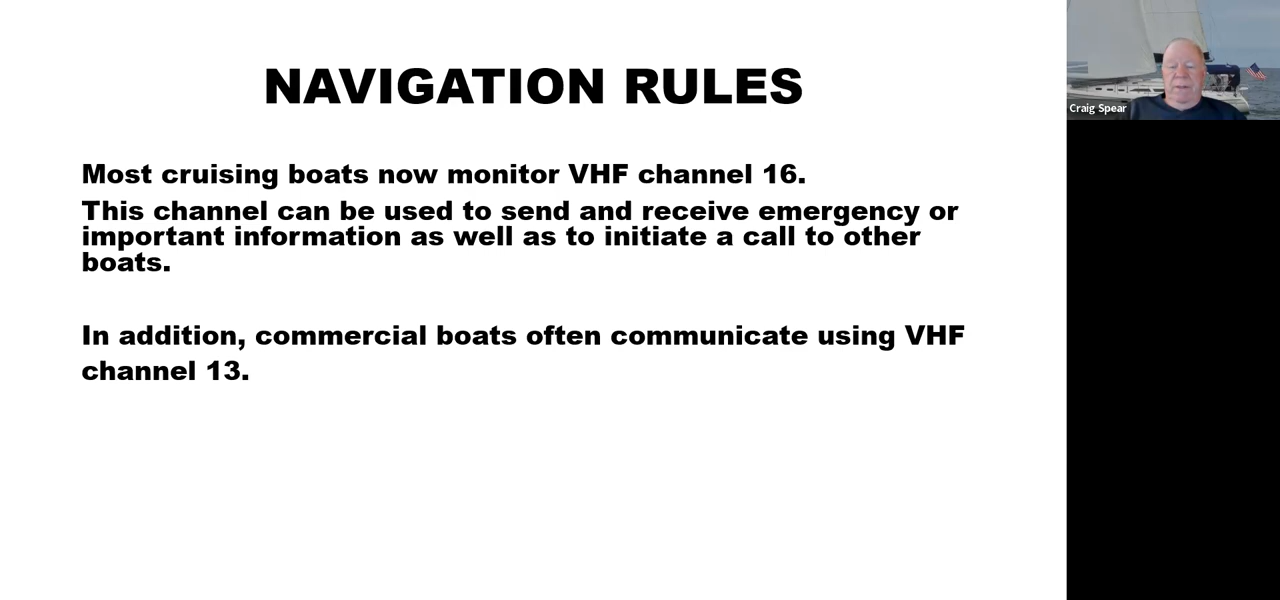 NAVIGATION RULES
Most cruising boats now monitor VHF channel 16.
This channel can be used to send and receive emergency or
important information as well as to initiate a call to other
boats.
In addition, commercial boats often communicate using VHF
channel 13.
Craig Spear